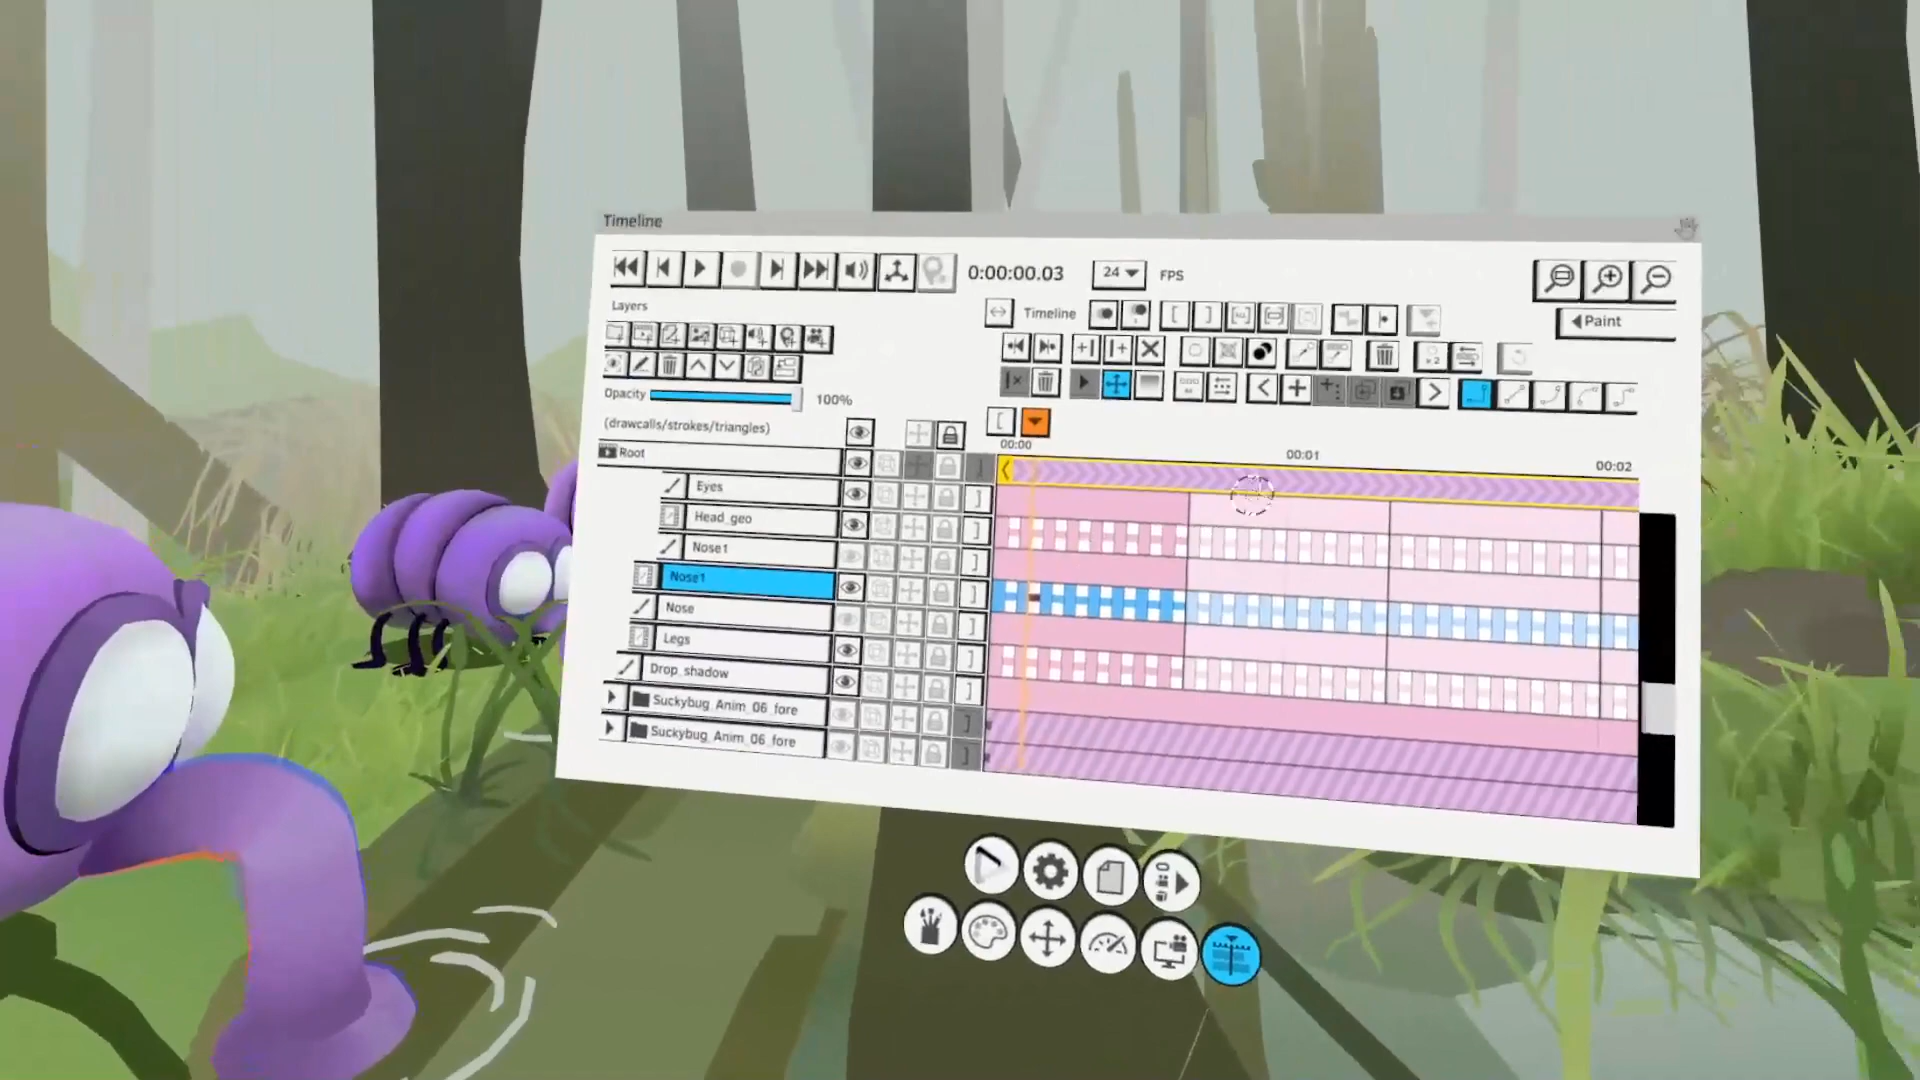 Timeline
0:00:00.03
24
FPS
Layers
Timeline
Paint
Opacity
100%
(drawcalls/strokes/triangles)
00:00
00:01
00:02
Root
Eyes
Head_geo
Nose1
Nose1
Nose
Legs
Drop_shadow
Suckybug_Anim_06_fore
Suckybug_Anim_06_fore